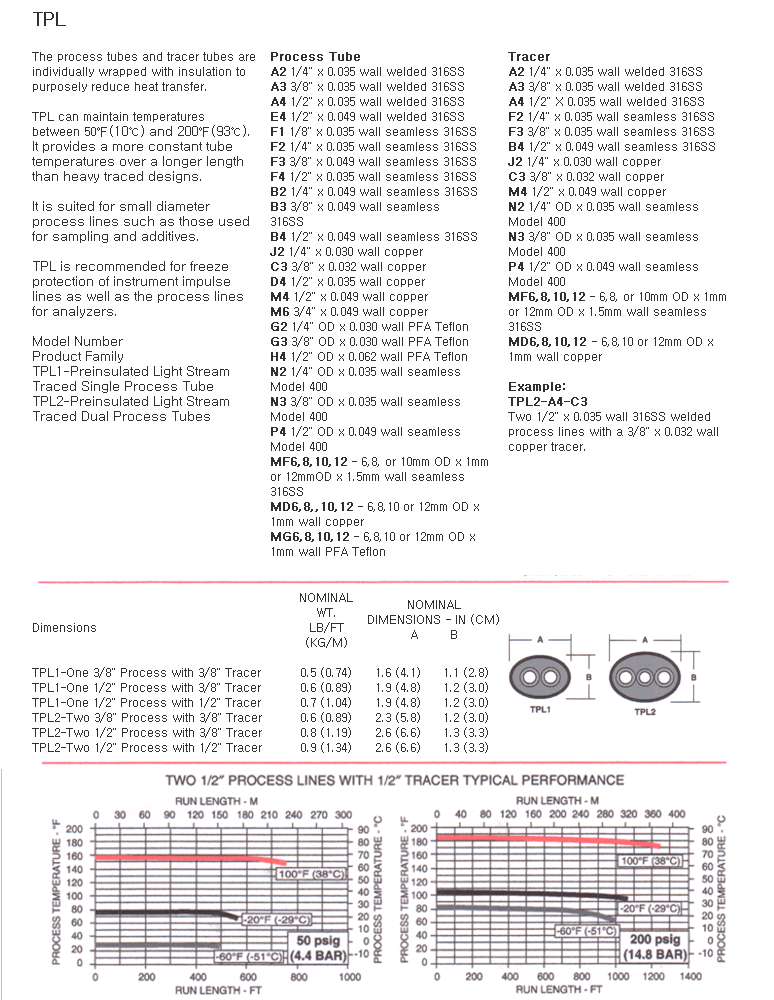 TPL
The process tubes and tracer tubes are
individually wrapped with insulation to
purposely reduce heat transfer.
TPL can maintain temperatures
between 50°F(10°C) and 200°F(93°C).
It provides a more constant tube
temperatures over a longer length
than heavy traced designs.
It is suited for small diameter
process lines such as those used
for sampling and additives.
TPL is recommended for freeze
protection of instrument impulse
lines as well as the process lines
for analyzers.
Model Number
Product Family
TPL1-Preinsulated Light Stream
Traced Single Process Tube
TPL2-Preinsulated Light Stream
Traced Dual Process Tubes
Process Tube
A2 1/4" x 0.035 wall welded 316SS
A3 3/8" x 0.035 wall welded 316SS
A4 1/2" x 0.035 wall welded 316SS
E4 1/2" x 0.049 wall welded 316SS
F1 1/8" x 0.035 wall seamless 316SS
F2 1/4" x 0.035 wall seamless 316SS
F3 3/8" x 0.049 wall seamless 316SS
F4 1/2" x 0.035 wall seamless 316SS
B2 1/4" x 0.049 wall seamless 316SS
B3 3/8" x 0.049 wall seamless
316SS
B4 1/2" x 0.049 wall seamless 316SS
J2 1/4" x 0.030 wall copper
C3 3/8" x 0.032 wall copper
D4 1/2" x 0.035 wall copper
M4 1/2" x 0.049 wall copper
M6 3/4" x 0.049 wall copper
G2 1/4" OD x 0.030 wall PFA Teflon
G3 3/8" OD x 0.030 wall PFA Teflon
H4 1/2" OD x 0.062 wall PFA Teflon
N2 1/4" OD x 0.035 wall seamless
Model 400
N3 3/8" OD x 0.035 wall seamless
Model 400
P4 1/2" OD x 0.049 wall seamless
Model 400
MF6,8,10,12 - 6,8, or 10mm OD x 1mm
or 12mmOD x 1.5mm wall seamless
316SS
MD6,8,,10,12 - 6,8,10 or 12mm OD x
1mm wall copper
MG6,8,10,12 - 6,8,10 or 12mm OD x
1mm wall PFA Teflon
Tracer
A2 1/4" x 0.035 wall welded 316SS
A3 3/8" x 0.035 wall welded 316SS
A4 1/2" X 0.035 wall welded 316SS
F2 1/4" x 0.035 wall seamless 316SS
F3 3/8" x 0.035 wall seamless 316SS
B4 1/2" x 0.049 wall seamless 316SS
J2 1/4" x 0.030 wall copper
C3 3/8" x 0.032 wall copper
M4 1/2" x 0.049 wall copper
N2 1/4" OD x 0.035 wall seamless
Model 400
N3 3/8" OD x 0.035 wall seamless
Model 400
P4 1/2" OD x 0.049 wall seamless
Model 400
MF6,8,10,12 - 6,8, or 10mm OD x 1mm
or 12mm OD x 1.5mm wall seamless
316SS
MD6,8,10,12 - 6,8,10 or 12mm OD x
1mm wall copper
Example:
TPL2-A4-C3
Two 1/2" x 0.035 wall 316SS welded
process lines with a 3/8" x 0.032 wall
copper tracer.
Dimensions
NOMINAL
WT.
LB/FT
(KG/M)
NOMINAL
DIMENSIONS - IN (CM)
A B
TPL1-One 3/8" Process with 3/8" Tracer 0.5 (0.74) 1.6 (4.1) 1.1 (2.8)
TPL1-One 1/2" Process with 3/8" Tracer 0.6 (0.89) 1.9 (4.8) 1.2 (3.0)
TPL1-One 1/2" Process with 1/2" Tracer 0.7 (1.04) 1.9 (4.8) 1.2 (3.0)
TPL2-Two 3/8" Process with 3/8" Tracer 0.6 (0.89) 2.3 (5.8) 1.2 (3.0)
TPL2-Two 1/2" Process with 3/8" Tracer 0.8 (1.19) 2.6 (6.6) 1.3 (3.3)
TPL2-Two 1/2" Process with 1/2" Tracer 0.9 (1.34) 2.6 (6.6) 1.3 (3.3)
A A
B B
TPL1 TPL2
TWO 1/2" PROCESS LINES WITH 1/2" TRACER TYPICAL PERFORMANCE
RUN LENGTH - M
0 30 60 90 120 150 180 210 240 270 300
PROCESS TEMPERATURE - °F
200
180
160
140
120
100
80
60
40
20
0
PROCESS TEMPERATURE - °C
90
80
70
60
50
40
30
20
10
0
-10
100°F (38°C)
-20°F (-29°C)
-60°F (-51°C)
50 psig
(4.4 BAR)
0 200 400 600 800 1000
RUN LENGTH - FT
RUN LENGTH - M
0 40 80 120 160 200 240 280 320 360 400
PROCESS TEMPERATURE - °F
200
180
160
140
120
100
80
60
40
20
0
PROCESS TEMPERATURE - °C
90
80
70
60
50
40
30
20
10
0
-10
100°F (38°C)
-20°F (-29°C)
-60°F (-51°C)
200 psig
(14.8 BAR)
0 200 400 600 800 1000 1200 1400
RUN LENGTH - FT